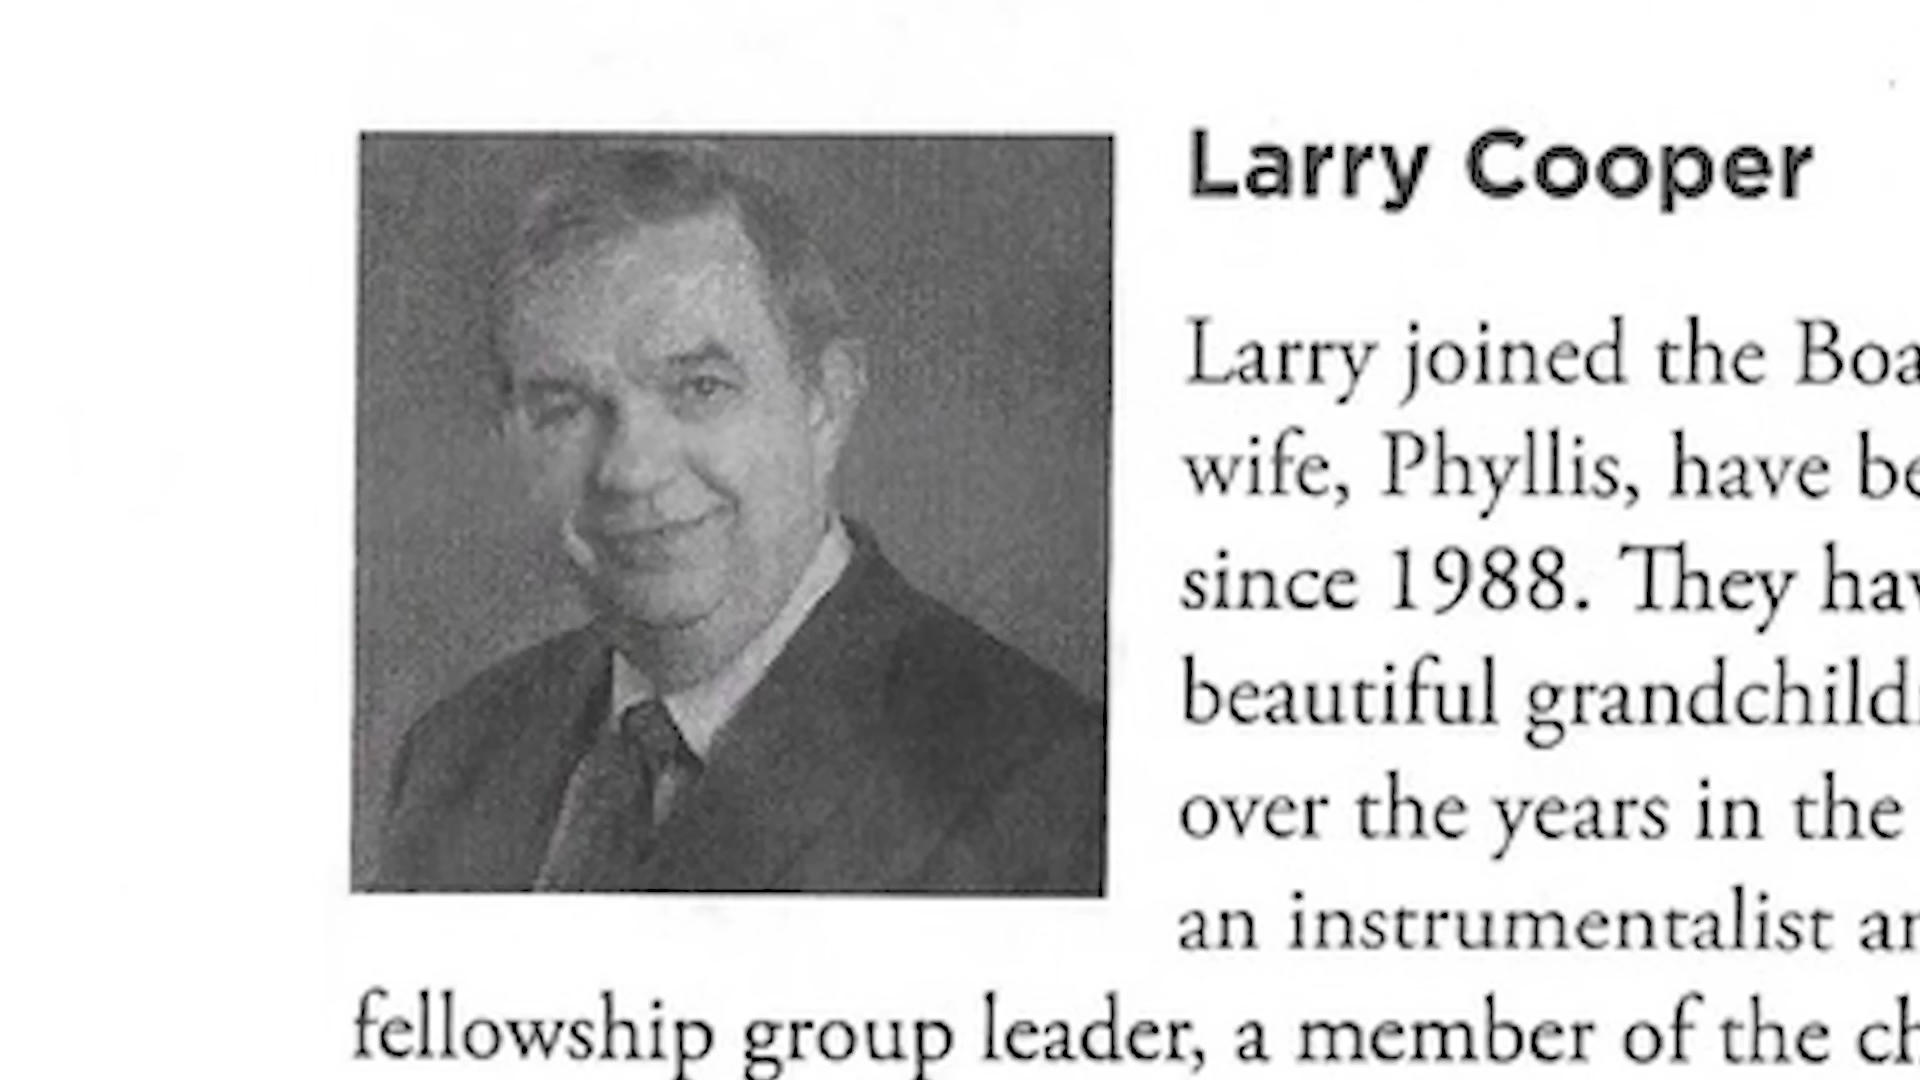 Larry Cooper
Larry joined the Boa
wife, Phyllis, have be
since 1988. They hav
beautiful grandchild
over the years in the
an instrumentalist an
fellowship group leader, a member of the ch